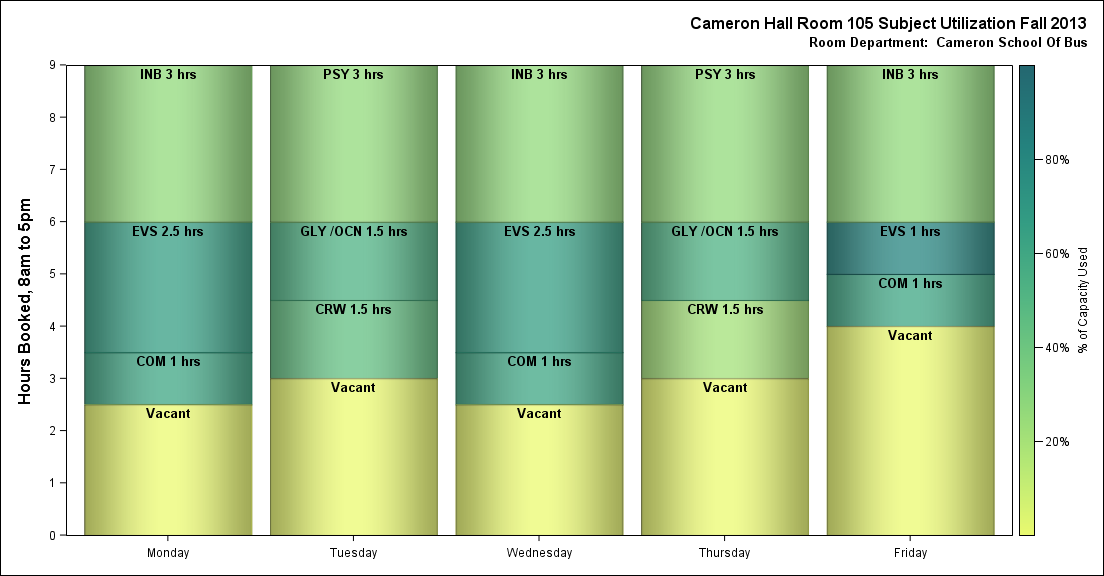 Cameron Hall Room 105 Subject Utilization Fall 2013
Room Department:  Cameron School Of Bus
Hours Booked, 8am to 5pm
9
8
7
6
5
4
3
2
1
0
INB 3 hrs
EVS 2.5 hrs
COM 1 hrs
Vacant
Monday
PSY 3 hrs
GLY /OCN 1.5 hrs
CRW 1.5 hrs
Vacant
Tuesday
INB 3 hrs
EVS 2.5 hrs
COM 1 hrs
Vacant
Wednesday
PSY 3 hrs
GLY /OCN 1.5 hrs
CRW 1.5 hrs
Vacant
Thursday
INB 3 hrs
EVS 1 hrs
COM 1 hrs
Vacant
Friday
80%
60%
40%
20%
% of Capacity Used